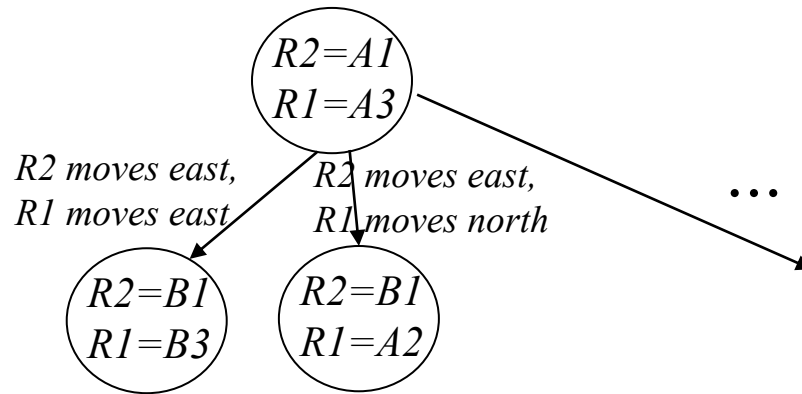 R2=A1
R1=A3
R2 moves east,
R1 moves east
R2 moves east,
R1 moves north
...
R2=B1
R1=B3
R2=B1
R1=A2